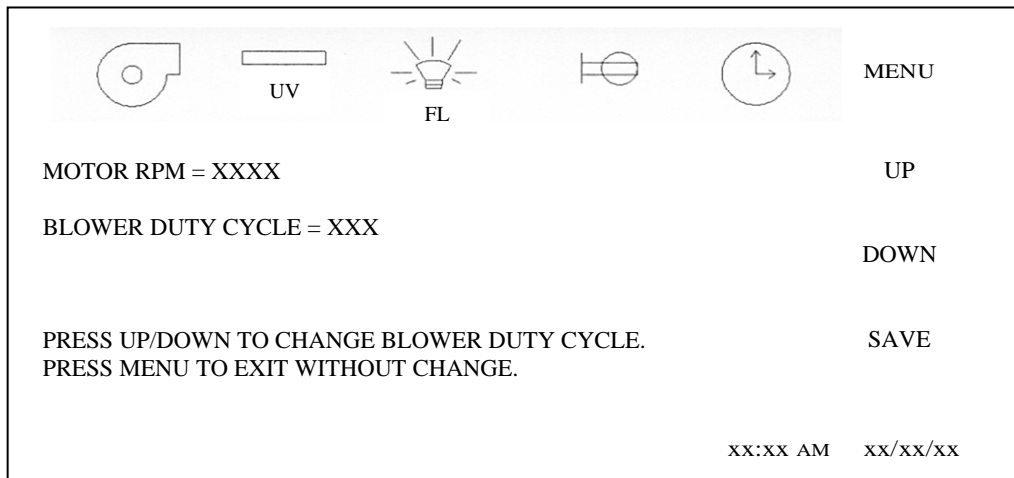 UV
FL
MENU
MOTOR RPM = XXXX
UP
BLOWER DUTY CYCLE = XXX
DOWN
PRESS UP/DOWN TO CHANGE BLOWER DUTY CYCLE.
SAVE
PRESS MENU TO EXIT WITHOUT CHANGE.
xx:xx AM xx/xx/xx